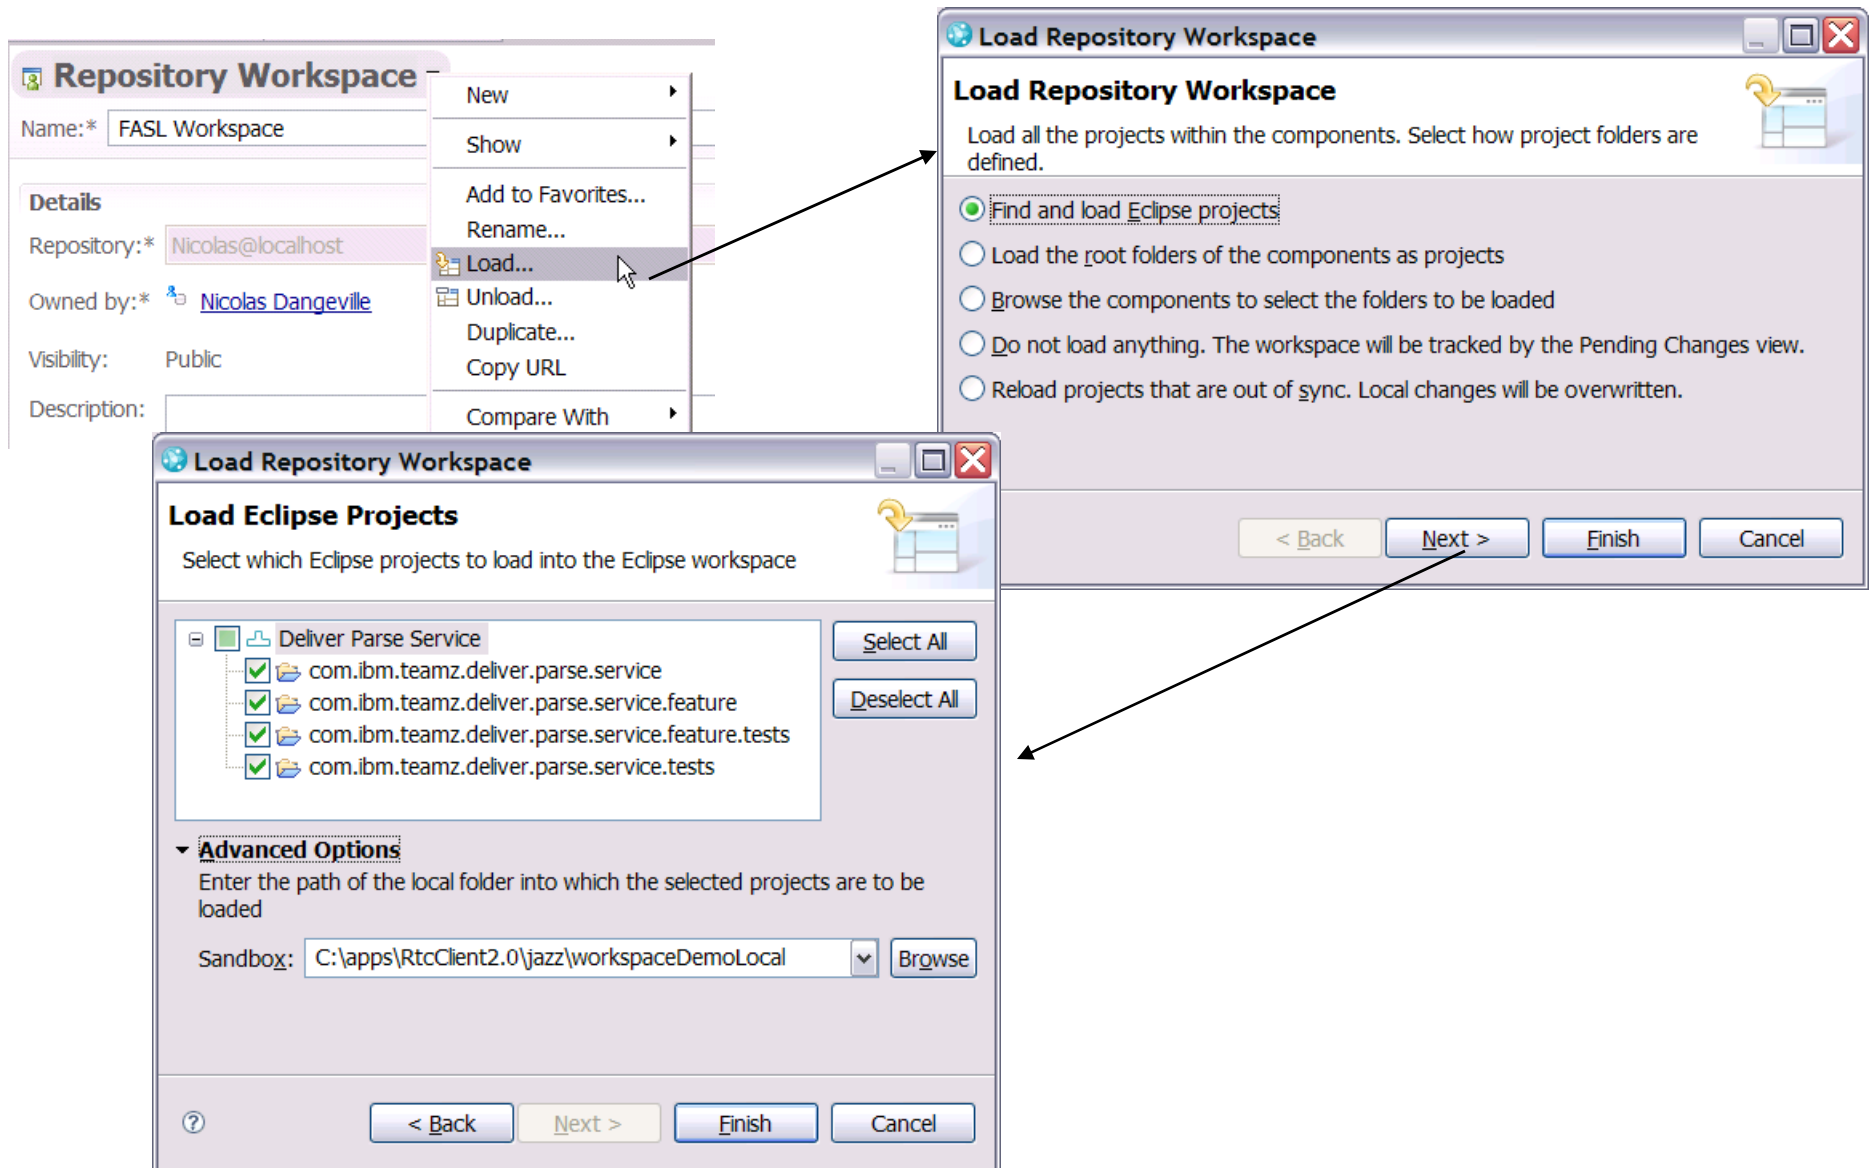 Repository Workspace
Name:* FASL Workspace
Details
Repository:* Nicolas@localhost
Owned by:* Nicolas Dangeville
Visibility: Public
Description:
New
Show
Add to Favorites...
Rename...
Load...
Unload...
Duplicate...
Copy URL
Compare With
Load Repository Workspace
Load Repository Workspace
Load all the projects within the components. Select how project folders are
defined.
Find and load Eclipse projects
Load the root folders of the components as projects
Browse the components to select the folders to be loaded
Do not load anything. The workspace will be tracked by the Pending Changes view.
Reload projects that are out of sync. Local changes will be overwritten.
< Back Next > Finish Cancel
Load Repository Workspace
Load Eclipse Projects
Select which Eclipse projects to load into the Eclipse workspace
Deliver Parse Service
com.ibm.teamz.deliver.parse.service
com.ibm.teamz.deliver.parse.service.feature
com.ibm.teamz.deliver.parse.service.feature.tests
com.ibm.teamz.deliver.parse.service.tests
Select All
Deselect All
Advanced Options
Enter the path of the local folder into which the selected projects are to be
loaded
Sandbox: C:\apps\RtcClient2.0\jazz\workspaceDemoLocal Browse
? < Back Next > Finish Cancel